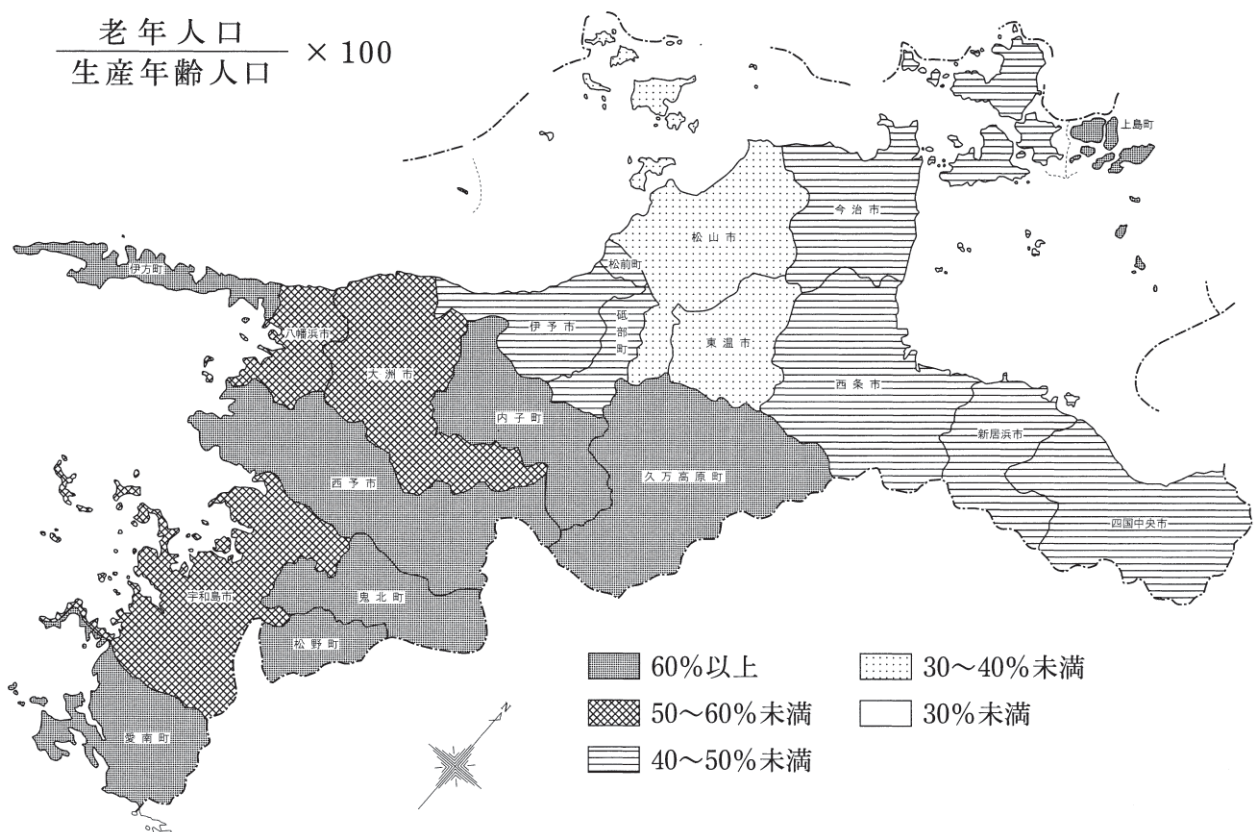 老年人口
生産年齢人口
× 100
上島町
今治市
松山市
松前町
伊方町
砥部町
伊予市
八幡浜市
東温市
大洲市
西条市
内子町
新居浜市
久万高原町
西予市
四国中央市
宇和島市
鬼北町
松野町
愛南町
60%以上
30～40%未満
50～60%未満
30%未満
40～50%未満
N